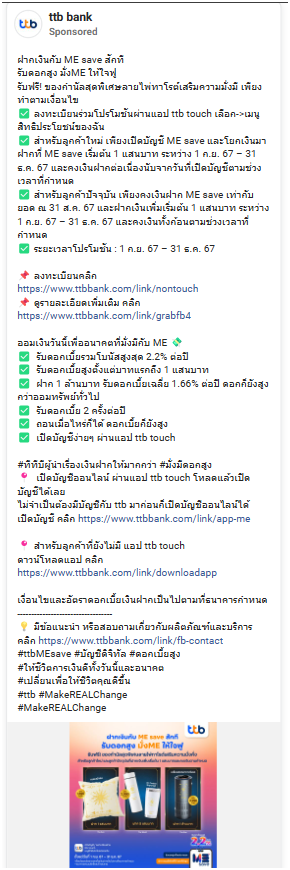 ttb bank
Sponsored
ฝากเงินกับ ME save สักที
รับดอกสูง มั่งME ให้ใจฟู
รับฟรี! ของกำนัลสุดพิเศษลายไพ่ทาโรต์เสริมความมั่งมี เพียง
ทำตามเงื่อนไข
✅ ลงทะเบียนร่วมโปรโมชันผ่านแอป ttb touch เลือก->เมนู
สิทธิประโยชน์ของฉัน
✅ สำหรับลูกค้าใหม่ เพียงเปิดบัญชี ME save และโยกเงินมา
ฝากที่ ME save เริ่มต้น 1 แสนบาท ระหว่าง 1 ก.ย. 67 – 31
ธ.ค. 67 และคงเงินฝากต่อเนื่องนับจากวันที่เปิดบัญชีตามช่วง
เวลาที่กำหนด
✅ สำหรับลูกค้าปัจจุบัน เพียงคงเงินฝาก ME save เท่ากับ
ยอด ณ 31 ส.ค. 67 และฝากเงินเพิ่มเริ่มต้น 1 แสนบาท ระหว่าง
1 ก.ย. 67 – 31 ธ.ค. 67 และคงเงินทั้งก้อนตามช่วงเวลาที่
กำหนด
✅ ระยะเวลาโปรโมชัน : 1 ก.ย. 67 – 31 ธ.ค. 67
📌 ลงทะเบียนคลิก
https://www.ttbbank.com/link/nontouch
📌 ดูรายละเอียดเพิ่มเติม คลิก
https://www.ttbbank.com/link/grabfb4
ออมเงินวันนี้เพื่ออนาคตที่มั่งมีกับ ME 💸
✅ รับดอกเบี้ยรวมโบนัสสูงสุด 2.2% ต่อปี
✅ รับดอกเบี้ยสูงตั้งแต่บาทแรกถึง 1 แสนบาท
✅ ฝาก 1 ล้านบาท รับดอกเบี้ยเฉลี่ย 1.66% ต่อปี ดอกก็ยังสูง
กว่าออมทรัพย์ทั่วไป
✅ รับดอกเบี้ย 2 ครั้งต่อปี
✅ ถอนเมื่อไหร่ก็ได้ ดอกเบี้ยก็ยังสูง
✅ เปิดบัญชีง่ายๆ ผ่านแอป ttb touch
#ทีทีบีผู้นำเรื่องเงินฝากให้มากกว่า #มั่งมีดอกสูง
📍 เปิดบัญชีออนไลน์ ผ่านแอป ttb touch โหลดแล้วเปิด
บัญชีได้เลย
ไม่จำเป็นต้องมีบัญชีกับ ttb มาก่อนก็เปิดบัญชีออนไลน์ได้
เปิดบัญชี คลิก https://www.ttbbank.com/link/app-me
📍 สำหรับลูกค้าที่ยังไม่มี แอป ttb touch
ดาวน์โหลดแอป คลิก
https://www.ttbbank.com/link/downloadapp
เงื่อนไขและอัตราดอกเบี้ยเงินฝากเป็นไปตามที่ธนาคารกำหนด
----------------------------------
💡 มีข้อแนะนำ หรือสอบถามเกี่ยวกับผลิตภัณฑ์และบริการ
คลิก https://www.ttbbank.com/link/fb-contact
#ttbMEsave #บัญชีดิจิทัล #ดอกเบี้ยสูง
#ให้ชีวิตการเงินดีทั้งวันนี้และอนาคต
#เปลี่ยนเพื่อให้ชีวิตคุณดีขึ้น
#ttb #MakeREALChange
#MakeREALChange
ttb
ฝากเงินกับ ME save สักที
รับดอกสูง มั่งME ให้ใจฟู
ttb
ME